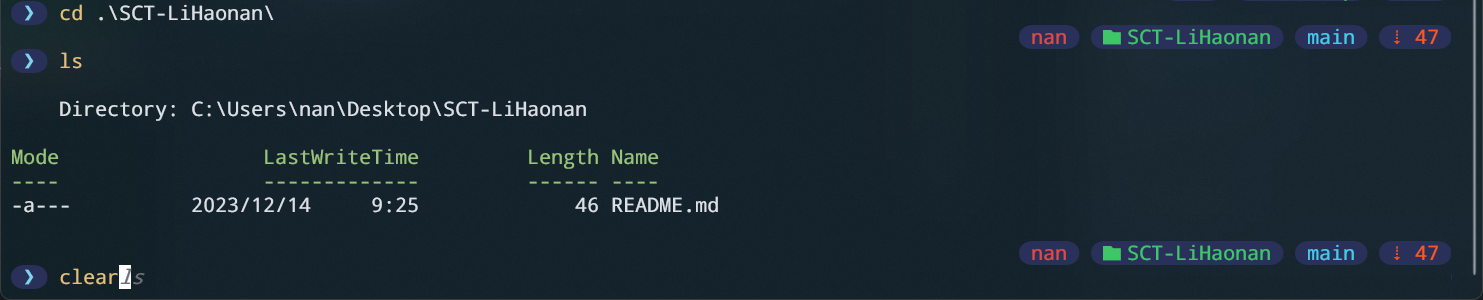 ❯ cd .\SCT-LiHaonan\
nan SCT-LiHaonan main ⇣ 47
❯ ls
Directory: C:\Users\nan\Desktop\SCT-LiHaonan
Mode LastWriteTime Length Name
---- ------------- ------ ----
-a--- 2023/12/14 9:25 46 README.md
nan SCT-LiHaonan main ⇣ 47
❯ clearls